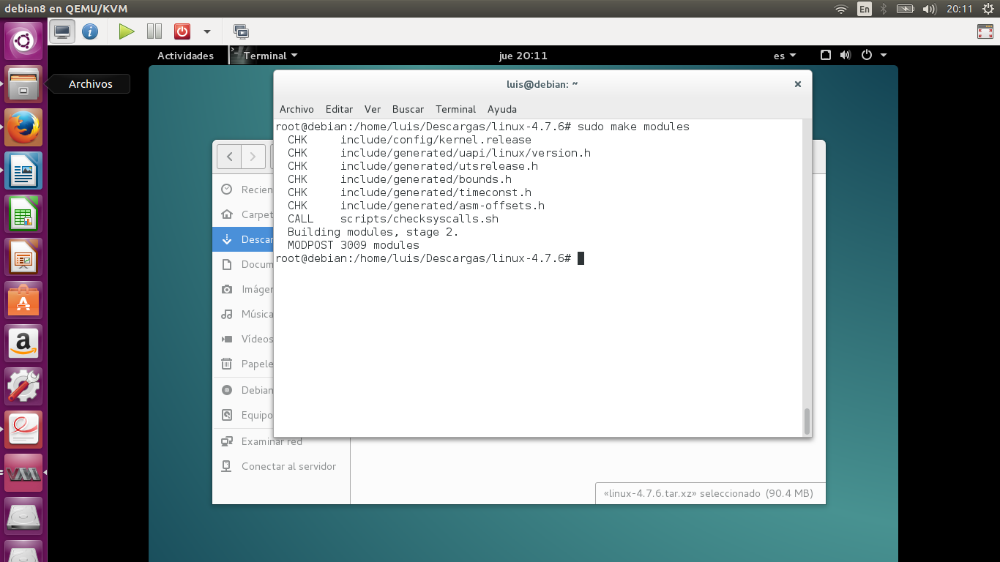 debian8 en QEMU/KVM
En
20:11
Archivos
Actividades
Terminal
jue 20:11
es
luis@debian: ~
Archivo Editar Ver Buscar Terminal Ayuda
root@debian:/home/luis/Descargas/linux-4.7.6# sudo make modules
CHK include/config/kernel.release
CHK include/generated/uapi/linux/version.h
CHK include/generated/utsrelease.h
CHK include/generated/bounds.h
CHK include/generated/timeconst.h
CHK include/generated/asm-offsets.h
CALL scripts/checksyscalls.sh
Building modules, stage 2.
MODPOST 3009 modules
root@debian:/home/luis/Descargas/linux-4.7.6#
Recien
Carpet
Descar
Docum
Imáger
Música
Vídeos
Papele
Debian
Equipo
Examinar red
Conectar al servidor
«linux-4.7.6.tar.xz» seleccionado (90.4 MB)